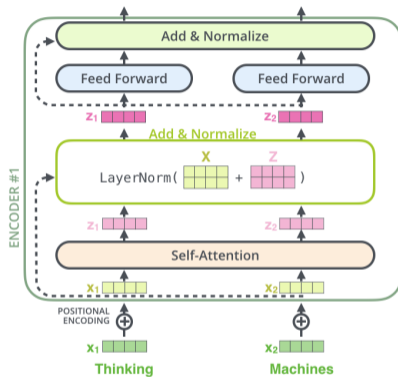 Add & Normalize
Feed Forward
Feed Forward
z1
z2
Add & Normalize
X
Z
LayerNorm( + )
z1
z2
Self-Attention
x1
x2
POSITIONAL
ENCODING
x1
x2
Thinking
Machines
ENCODER #1